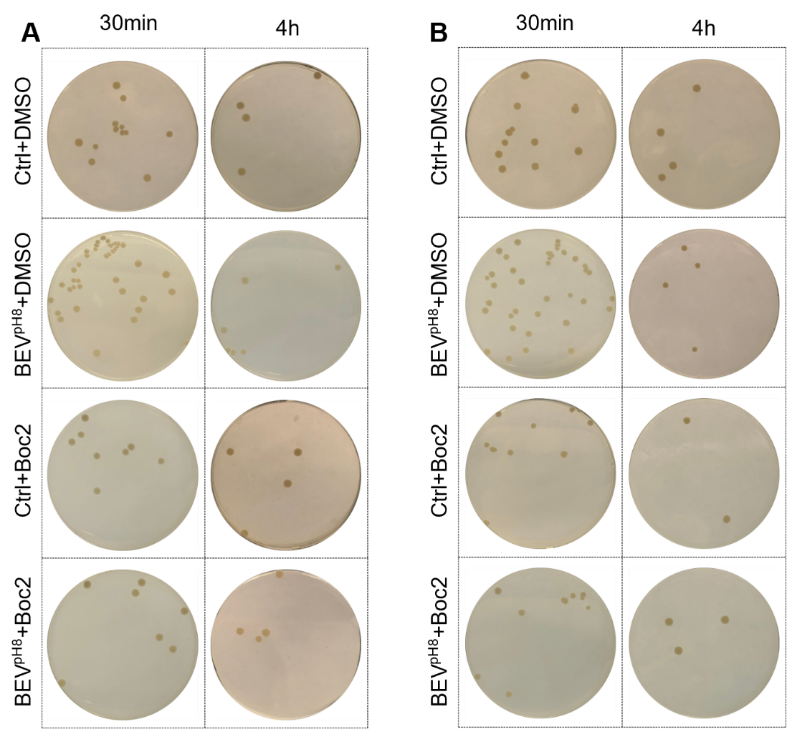 A
30min
4h
B
30min
4h
Ctrl+DMSO
Ctrl+DMSO
BEVpH8+DMSO
BEVpH8+DMSO
Ctrl+Boc2
Ctrl+Boc2
BEVpH8+Boc2
BEVpH8+Boc2